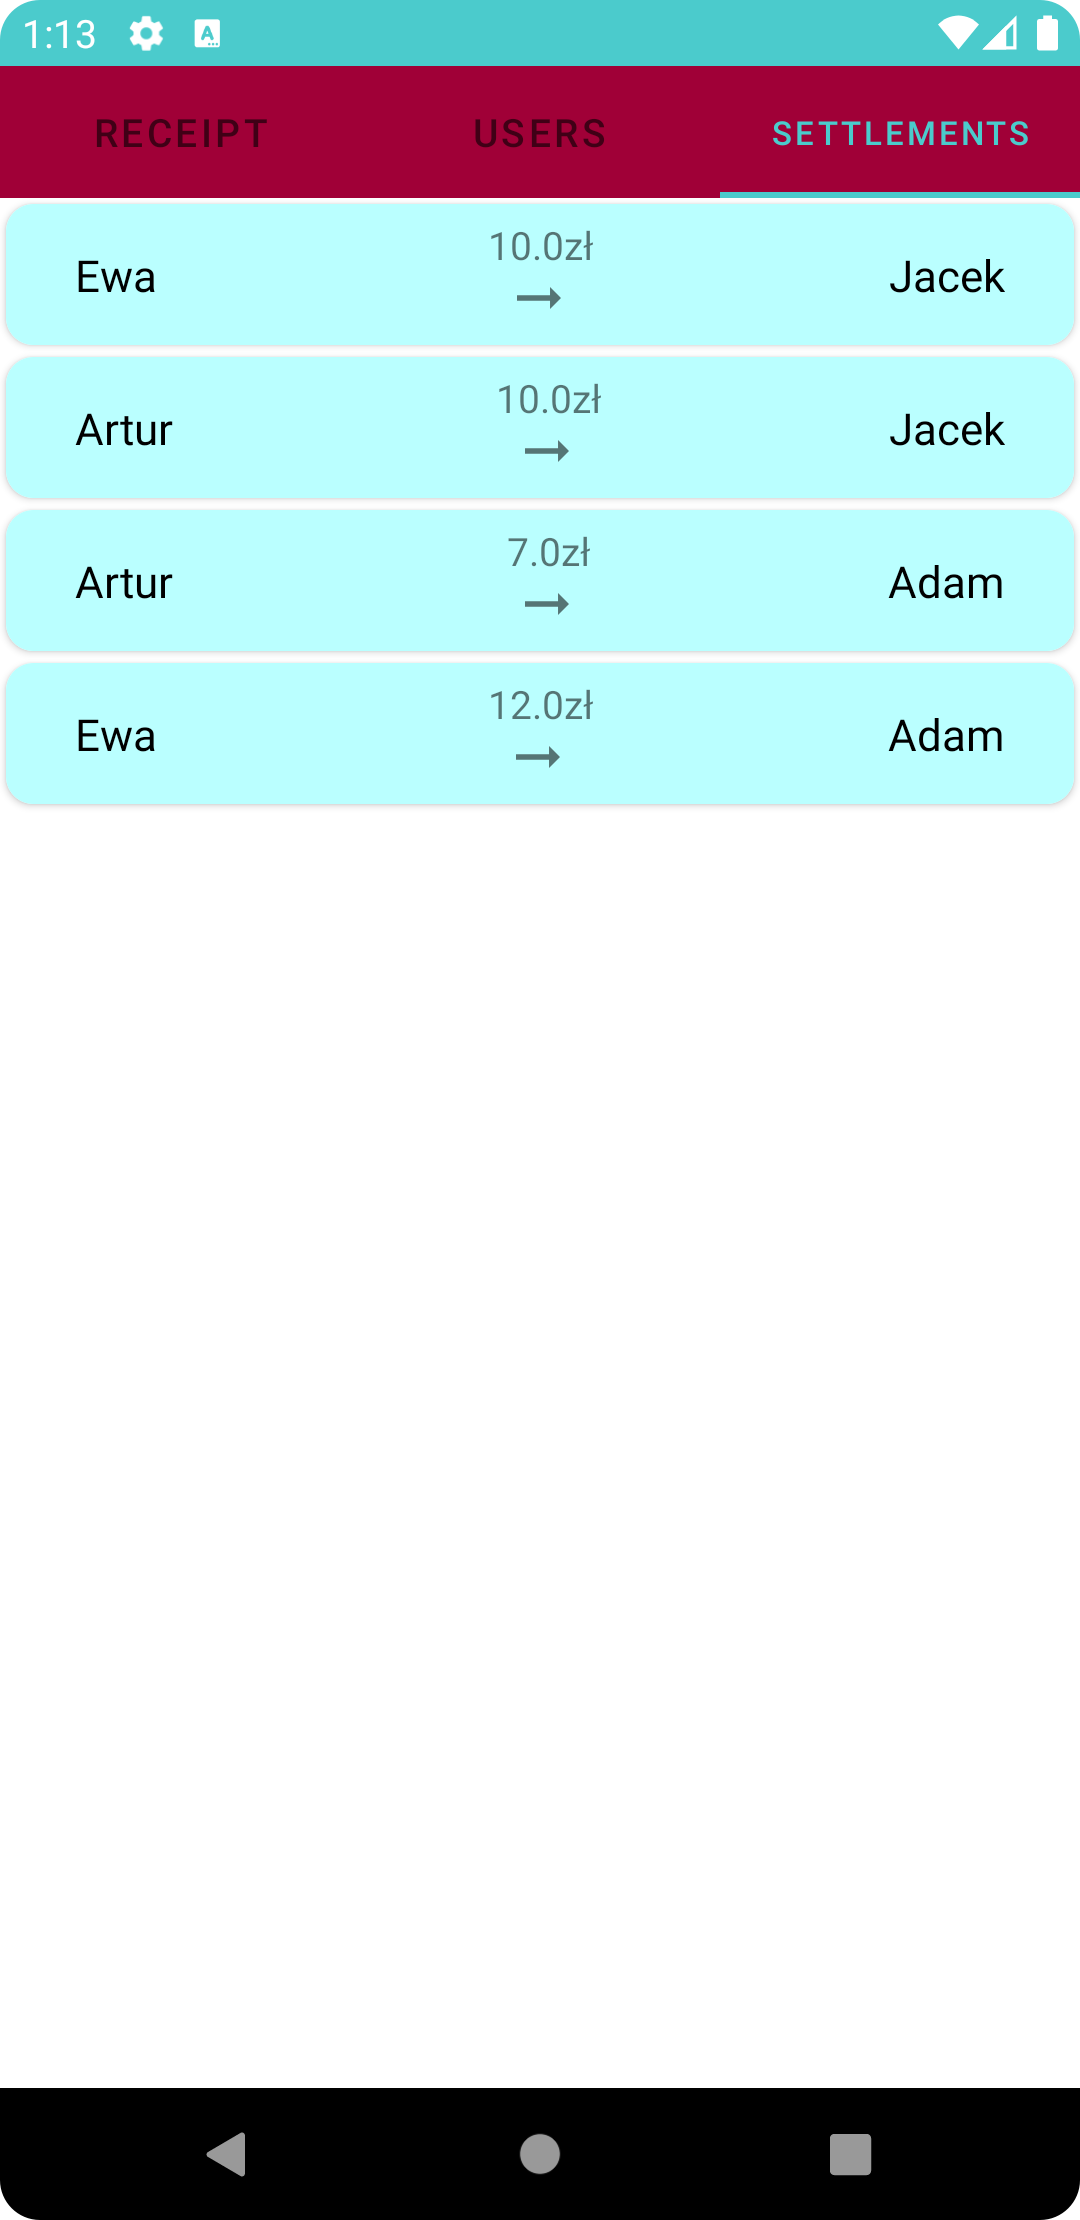 1:13
RECEIPT USERS SETTLEMENTS
10.0zł
Ewa Jacek
10.0zł
Artur Jacek
7.0zł
Artur Adam
12.0zł
Ewa Adam